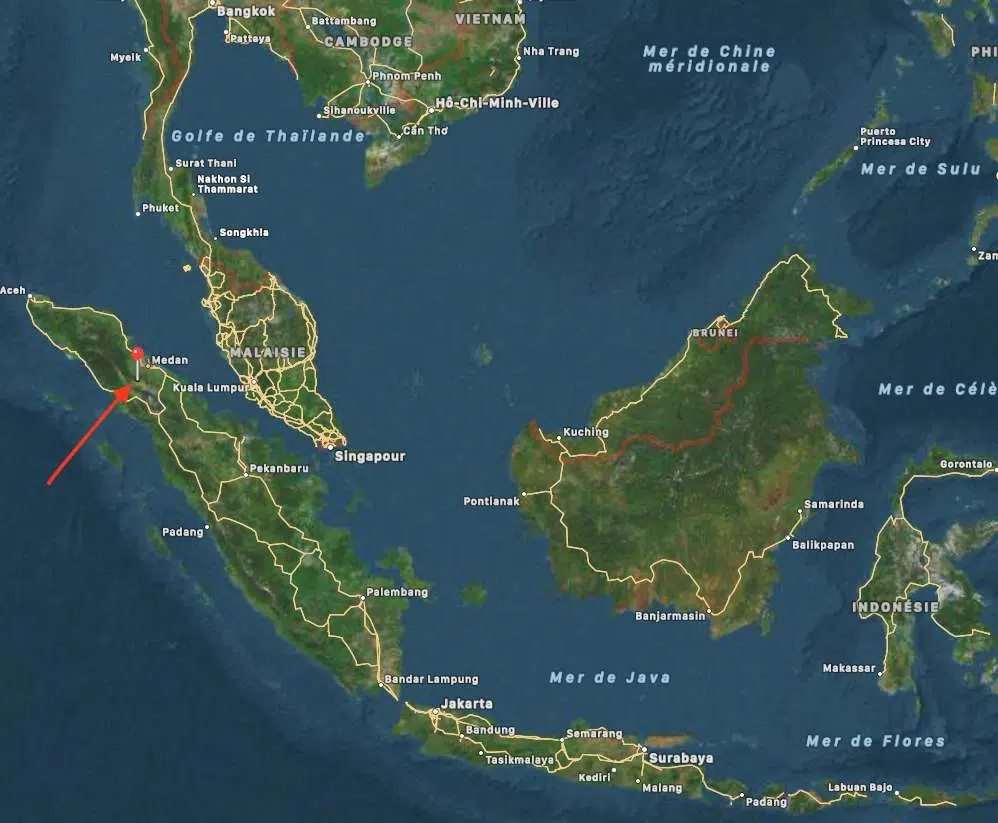 Bangkok
Battambang
VIETNAM
Pattaya
CAMBODGE
Nha Trang
Mer de Chine
méridionale
PHI
Myeik
Phnom Penh
Sihanoukville
Hô-Chi-Minh-Ville
Cần Thơ
Golfe de Thaïlande
Puerto
Princesa City
Mer de Sulu
Surat Thani
Nakhon Si
Thammarat
Phuket
Songkhla
Zan
Aceh
BRUNEI
MALAISIE
Medan
Kuala Lumpur
Mer de Célè
Kuching
Singapour
Pekanbaru
Gorontalo
Pontianak
Samarinda
Padang
Balikpapan
Palembang
INDONÉSIE
Banjarmasin
Makassar
Bandar Lampung
Mer de Java
Jakarta
Bandung
Semarang
Mer de Flores
Tasikmalaya
Surabaya
Kediri
Malang
Labuan Bajo
Padang